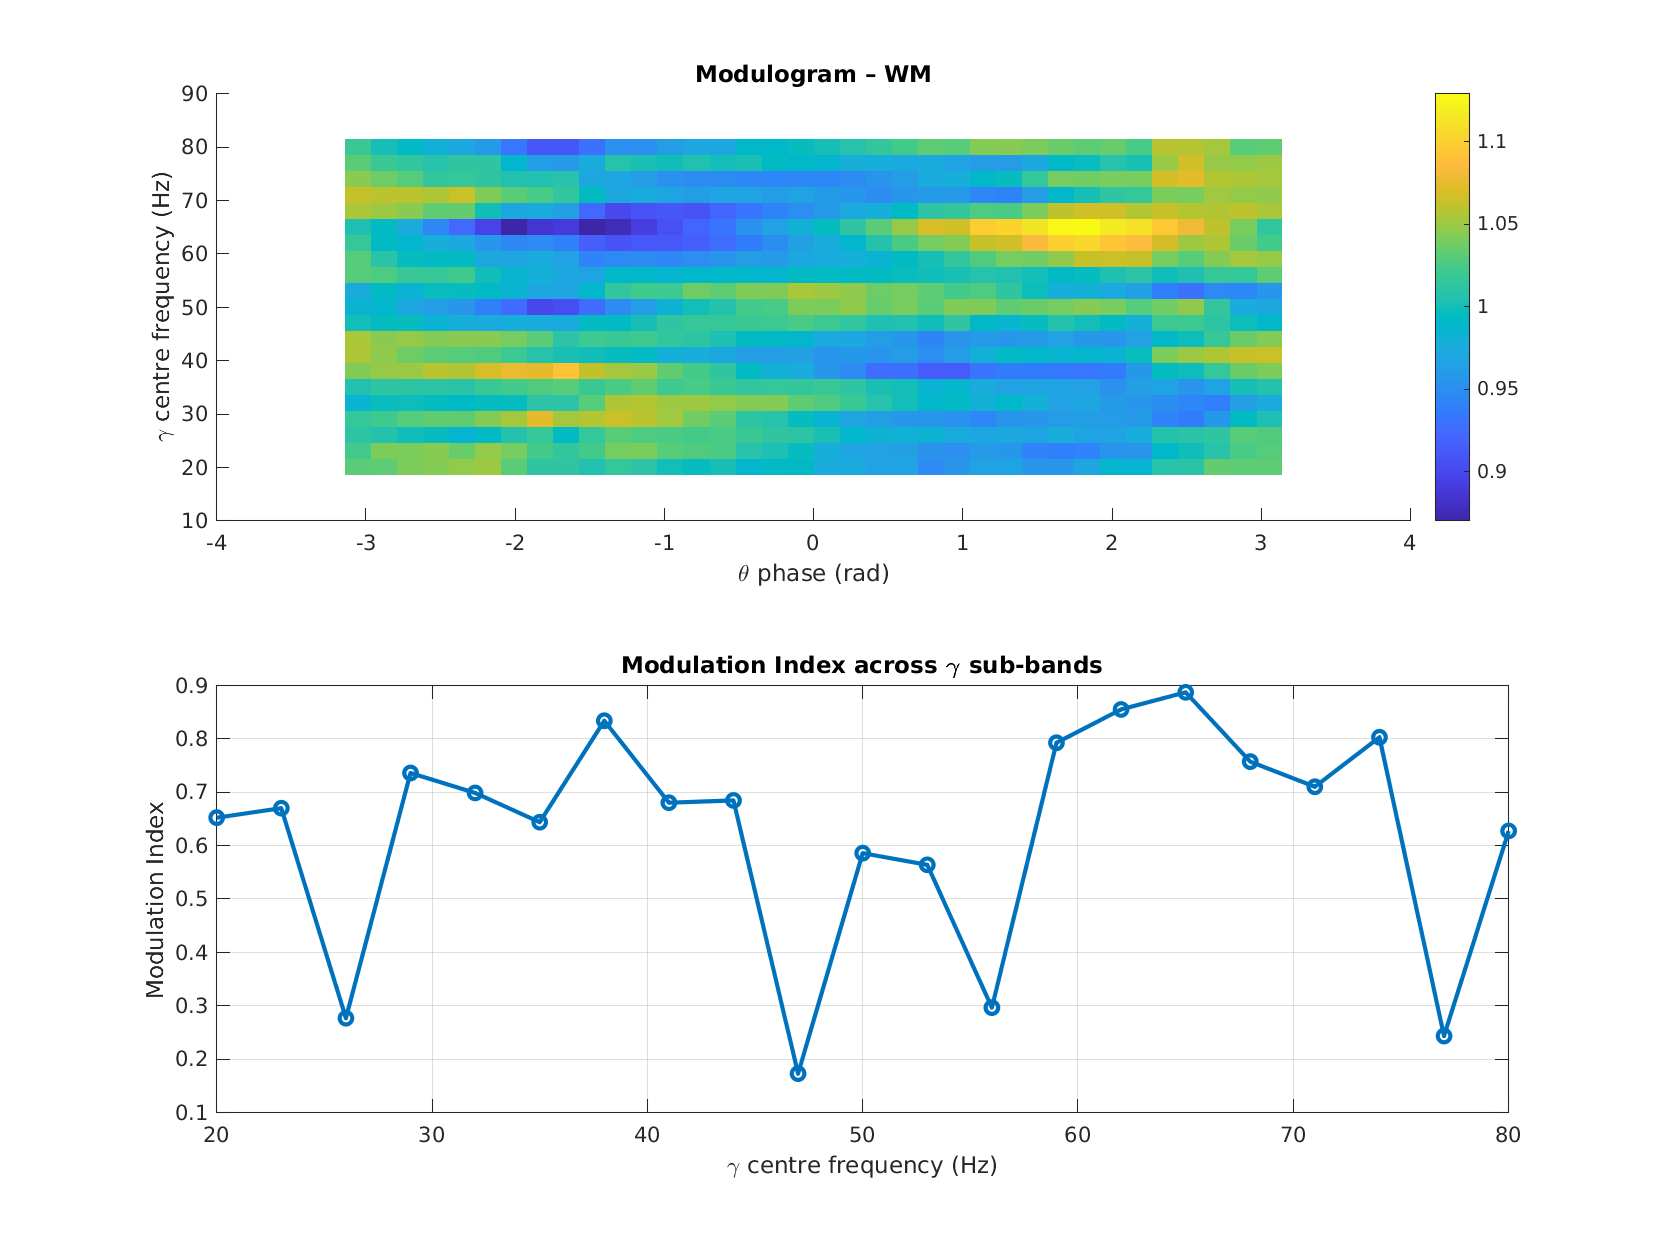 Modulogram – WM
γ centre frequency (Hz)
90
80
70
60
50
40
30
20
10
-4 -3 -2 -1 0 1 2 3 4
θ phase (rad)
1.1
1.05
1
0.95
0.9
Modulation Index across γ sub-bands
Modulation Index
0.9
0.8
0.7
0.6
0.5
0.4
0.3
0.2
0.1
20 30 40 50 60 70 80
γ centre frequency (Hz)